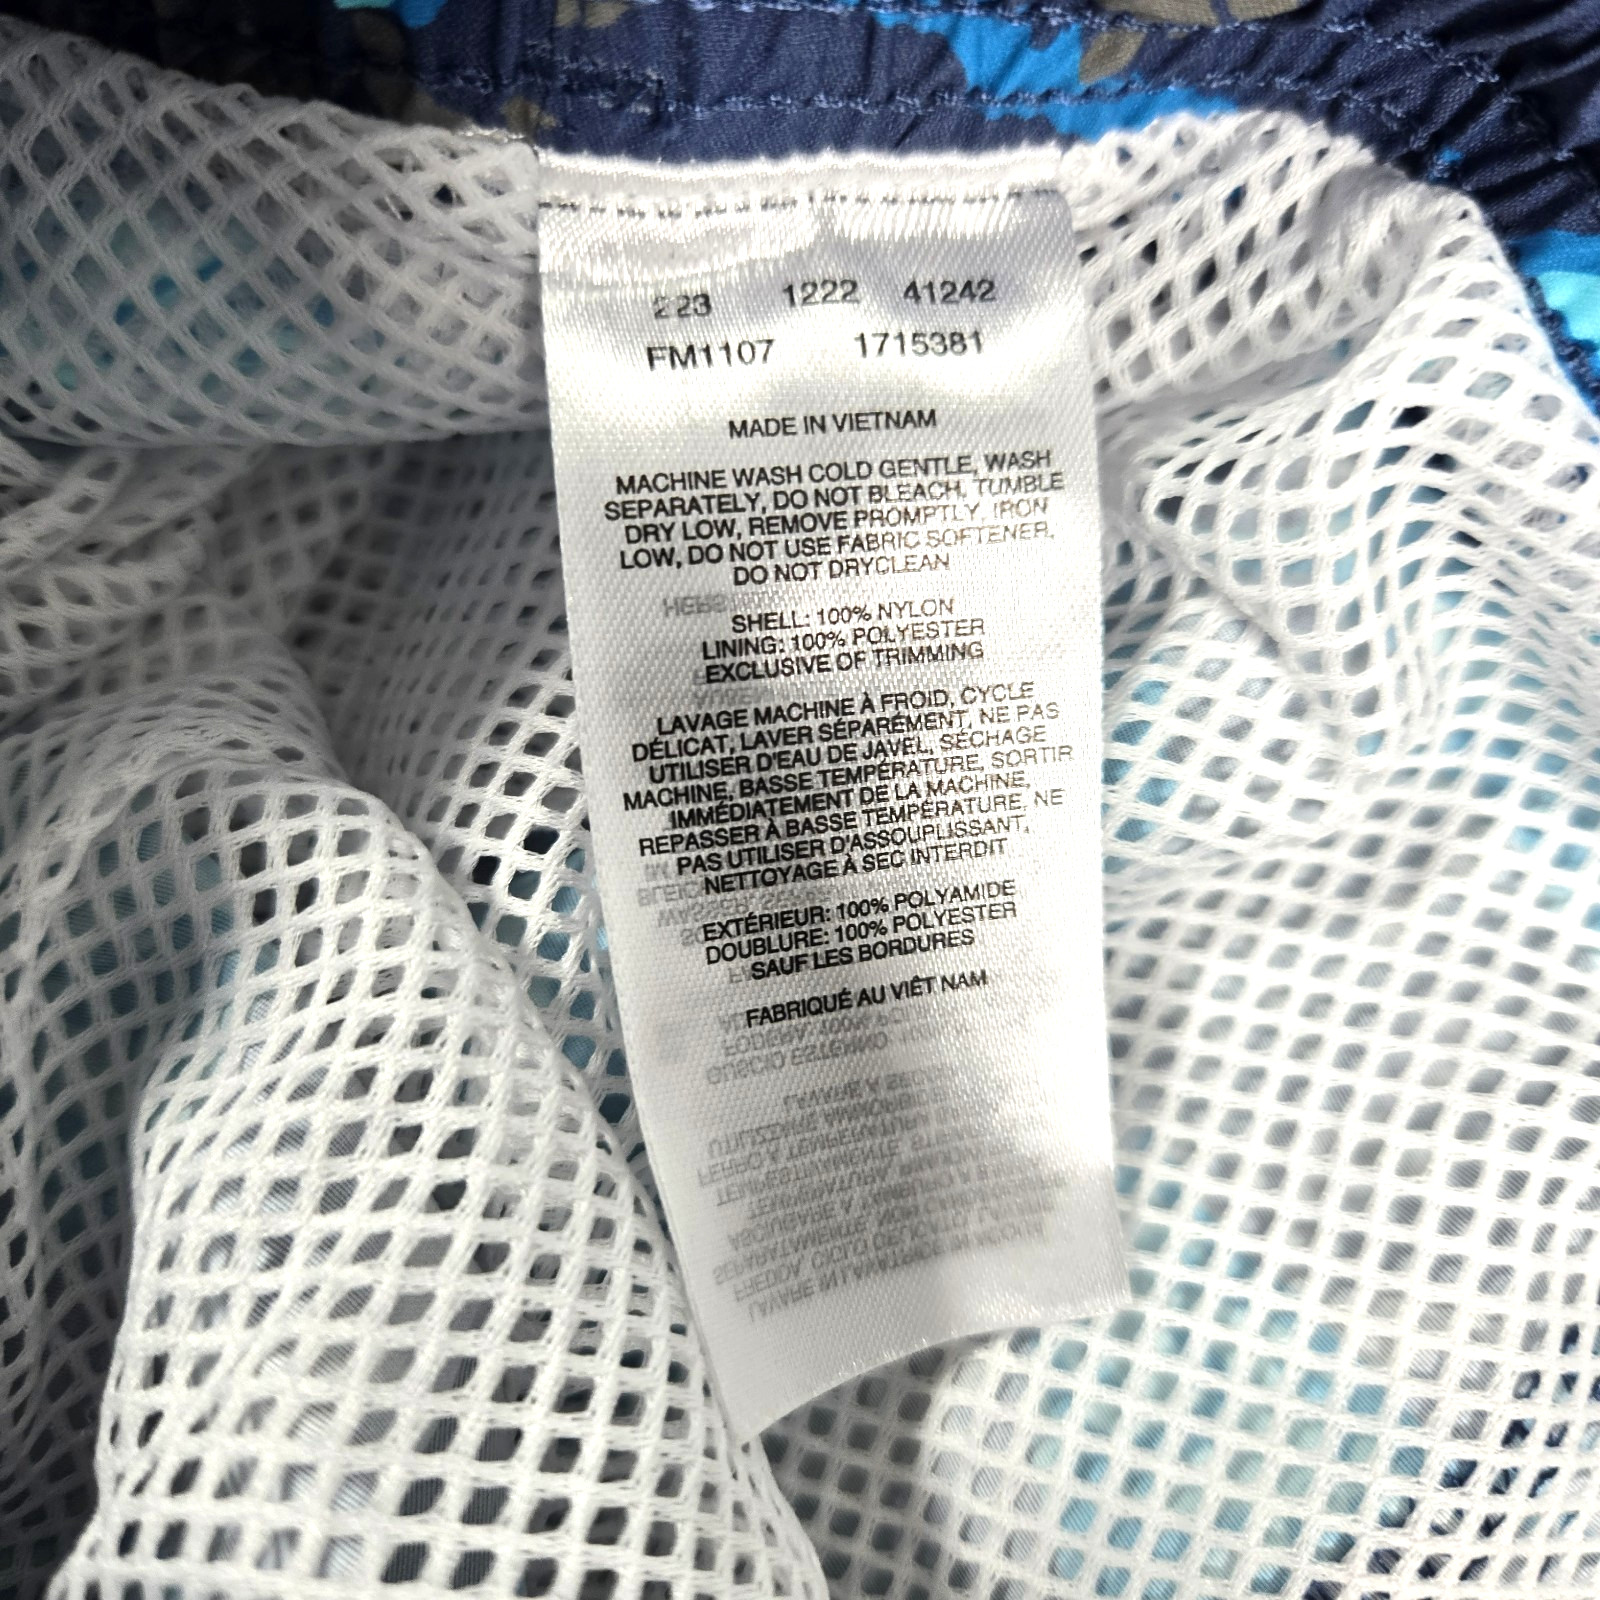 223 1222 41242
FM1107 1715381
MADE IN VIETNAM
MACHINE WASH COLD GENTLE, WASH
SEPARATELY, DO NOT BLEACH, TUMBLE
DRY LOW, REMOVE PROMPTLY, IRON
LOW, DO NOT USE FABRIC SOFTENER,
DO NOT DRYCLEAN
SHELL: 100% NYLON
LINING: 100% POLYESTER
EXCLUSIVE OF TRIMMING
LAVAGE MACHINE À FROID, CYCLE
DÉLICAT, LAVER SÉPARÉMENT, NE PAS
UTILISER D'EAU DE JAVEL, SÉCHAGE
MACHINE, BASSE TEMPÉRATURE, SORTIR
IMMÉDIATEMENT DE LA MACHINE,
REPASSER À BASSE TEMPÉRATURE, NE
PAS UTILISER D'ASSOUPLISSANT,
NETTOYAGE À SEC INTERDIT
EXTÉRIEUR: 100% POLYAMIDE
DOUBLURE: 100% POLYESTER
SAUF LES BORDURES
FABRIQUÉ AU VIÊT NAM